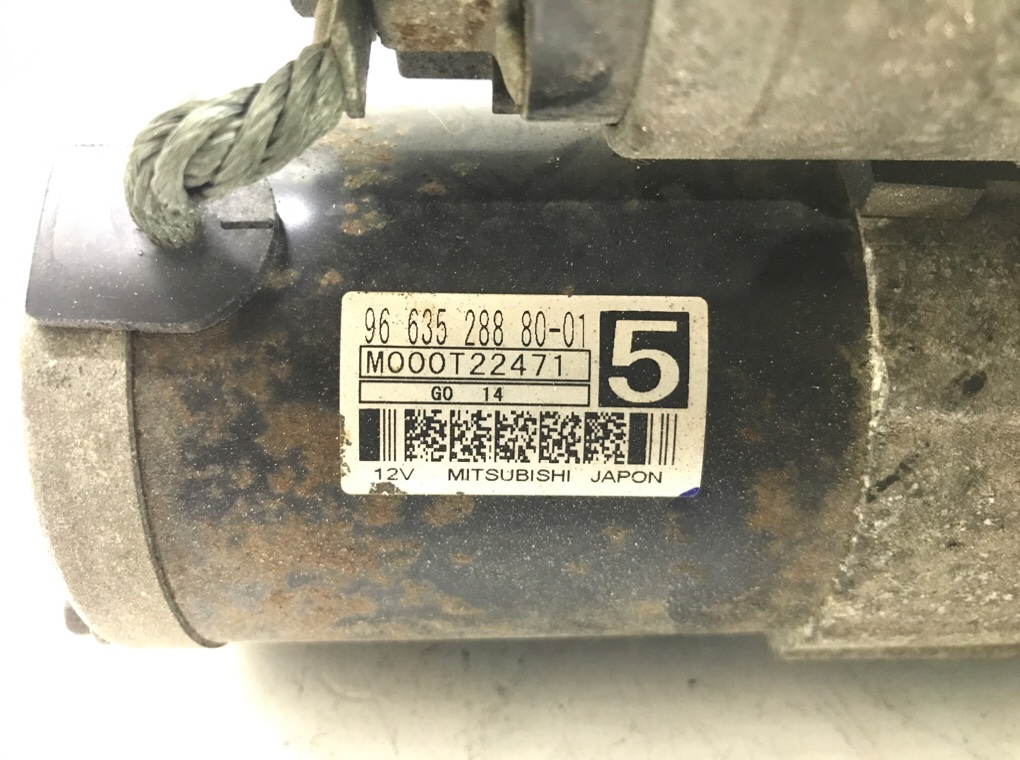 96 635 288 80-01
5
M000T22471
G0 14
12V MITSUBISHI JAPON